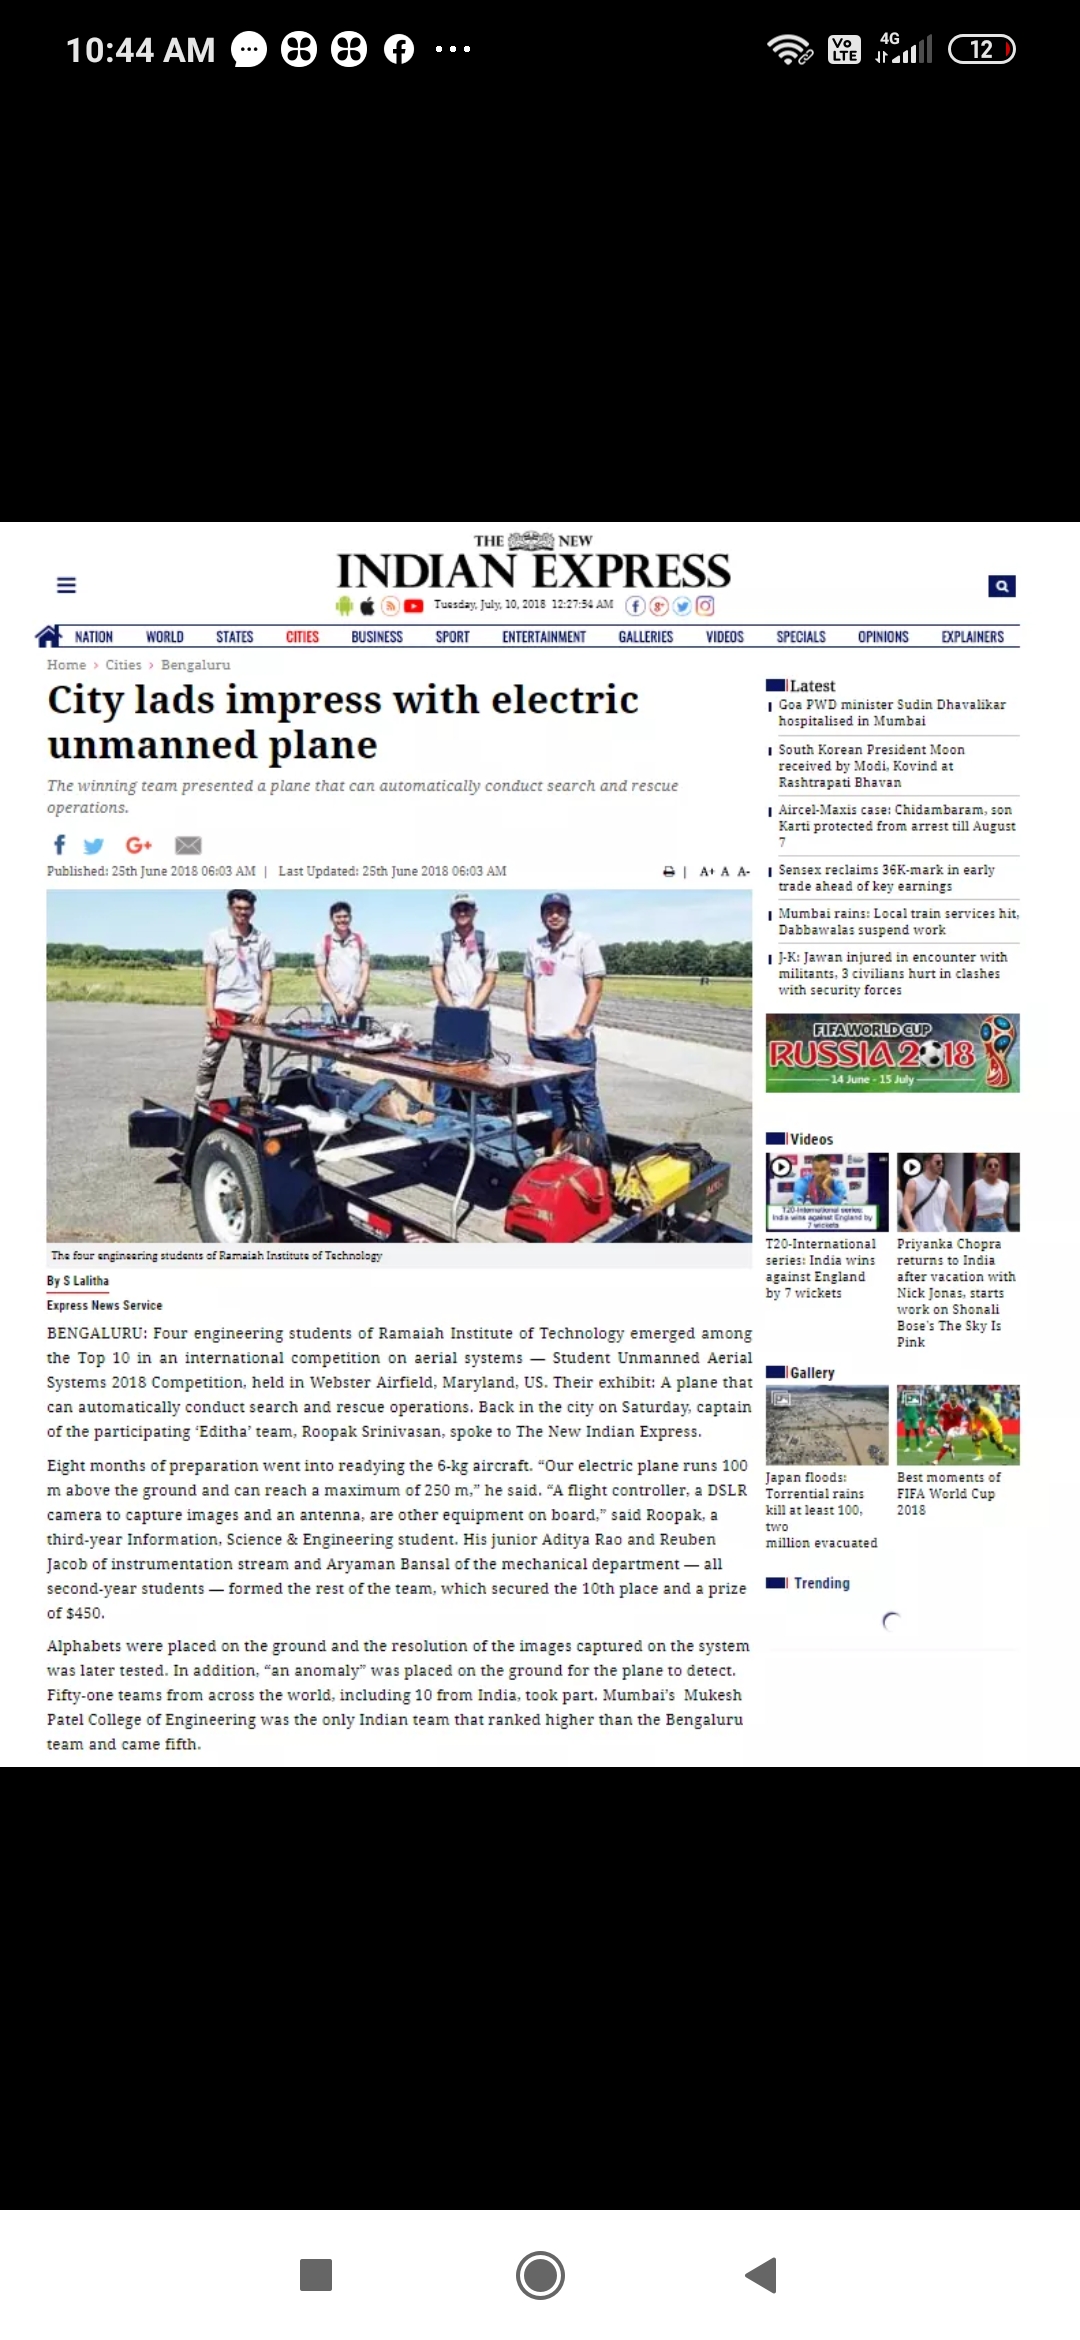 10:44 AM
Vo LTE
4G
12
THE NEW
INDIAN EXPRESS
Tuesday, July, 10, 2018 12:27:54 AM
NATION WORLD STATES CITIES BUSINESS SPORT ENTERTAINMENT GALLERIES VIDEOS SPECIALS OPINIONS EXPLAINERS
Home › Cities › Bengaluru
City lads impress with electric
unmanned plane
The winning team presented a plane that can automatically conduct search and rescue
operations.
f G+
Published: 25th June 2018 06:03 AM | Last Updated: 25th June 2018 06:03 AM
| A+ A A-
The four engineering students of Ramaiah Institute of Technology
By S Lalitha
Express News Service
BENGALURU: Four engineering students of Ramaiah Institute of Technology emerged among
the Top 10 in an international competition on aerial systems — Student Unmanned Aerial
Systems 2018 Competition, held in Webster Airfield, Maryland, US. Their exhibit: A plane that
can automatically conduct search and rescue operations. Back in the city on Saturday, captain
of the participating ‘Editha’ team, Roopak Srinivasan, spoke to The New Indian Express.
Eight months of preparation went into readying the 6-kg aircraft. “Our electric plane runs 100
m above the ground and can reach a maximum of 250 m,” he said. “A flight controller, a DSLR
camera to capture images and an antenna, are other equipment on board,” said Roopak, a
third-year Information, Science & Engineering student. His junior Aditya Rao and Reuben
Jacob of instrumentation stream and Aryaman Bansal of the mechanical department — all
second-year students — formed the rest of the team, which secured the 10th place and a prize
of $450.
Alphabets were placed on the ground and the resolution of the images captured on the system
was later tested. In addition, “an anomaly” was placed on the ground for the plane to detect.
Fifty-one teams from across the world, including 10 from India, took part. Mumbai’s Mukesh
Patel College of Engineering was the only Indian team that ranked higher than the Bengaluru
team and came fifth.
Latest
Goa PWD minister Sudin Dhavalikar
hospitalised in Mumbai
South Korean President Moon
received by Modi, Kovind at
Rashtrapati Bhavan
Aircel-Maxis case: Chidambaram, son
Karti protected from arrest till August
7
Sensex reclaims 36K-mark in early
trade ahead of key earnings
Mumbai rains: Local train services hit,
Dabbawalas suspend work
J-K: Jawan injured in encounter with
militants, 3 civilians hurt in clashes
with security forces
FIFA WORLD CUP
RUSSIA 2018
14 June - 15 July
Videos
T20-International series:
India wins against England by
7 wickets
T20-International
series: India wins
against England
by 7 wickets
Priyanka Chopra
returns to India
after vacation with
Nick Jonas, starts
work on Shonali
Bose's The Sky Is
Pink
Gallery
Japan floods:
Torrential rains
kill at least 100,
two
million evacuated
Best moments of
FIFA World Cup
2018
Trending